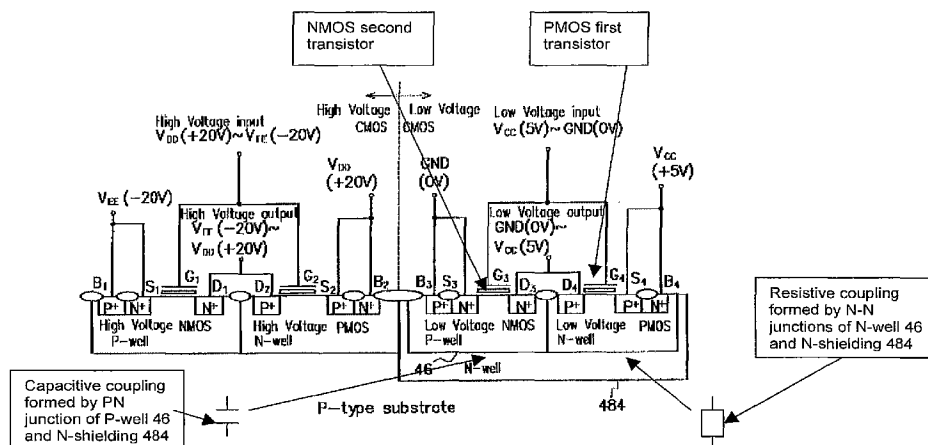 NMOS second
transistor
PMOS first
transistor
High Voltage
CMOS
Low Voltage
CMOS
High Voltage input
VDD(+20V)~VEE(-20V)
Low Voltage input
VCC(5V)~GND(0V)
VEE(-20V)
VDD
(+20V)
GND
(0V)
VCC
(+5V)
High Voltage output
VEE(-20V)~
VDD(+20V)
Low Voltage output
GND(0V)~
VCC(5V)
B1 S1 G1 D1 D2 G2 S2 B2 B3 S3 G3 D3 D4 G4 S4 B4
P+ N+ N+ P+ P+ N+ P+ N+ N+ P+ P+ N+
High Voltage NMOS
P-well
High Voltage PMOS
N-well
Low Voltage NMOS
P-well
Low Voltage PMOS
N-well
46
N-well
P-type substrate
484
Capacitive coupling
formed by PN
junction of P-well 46
and N-shielding 484
Resistive coupling
formed by N-N
junctions of N-well 46
and N-shielding 484